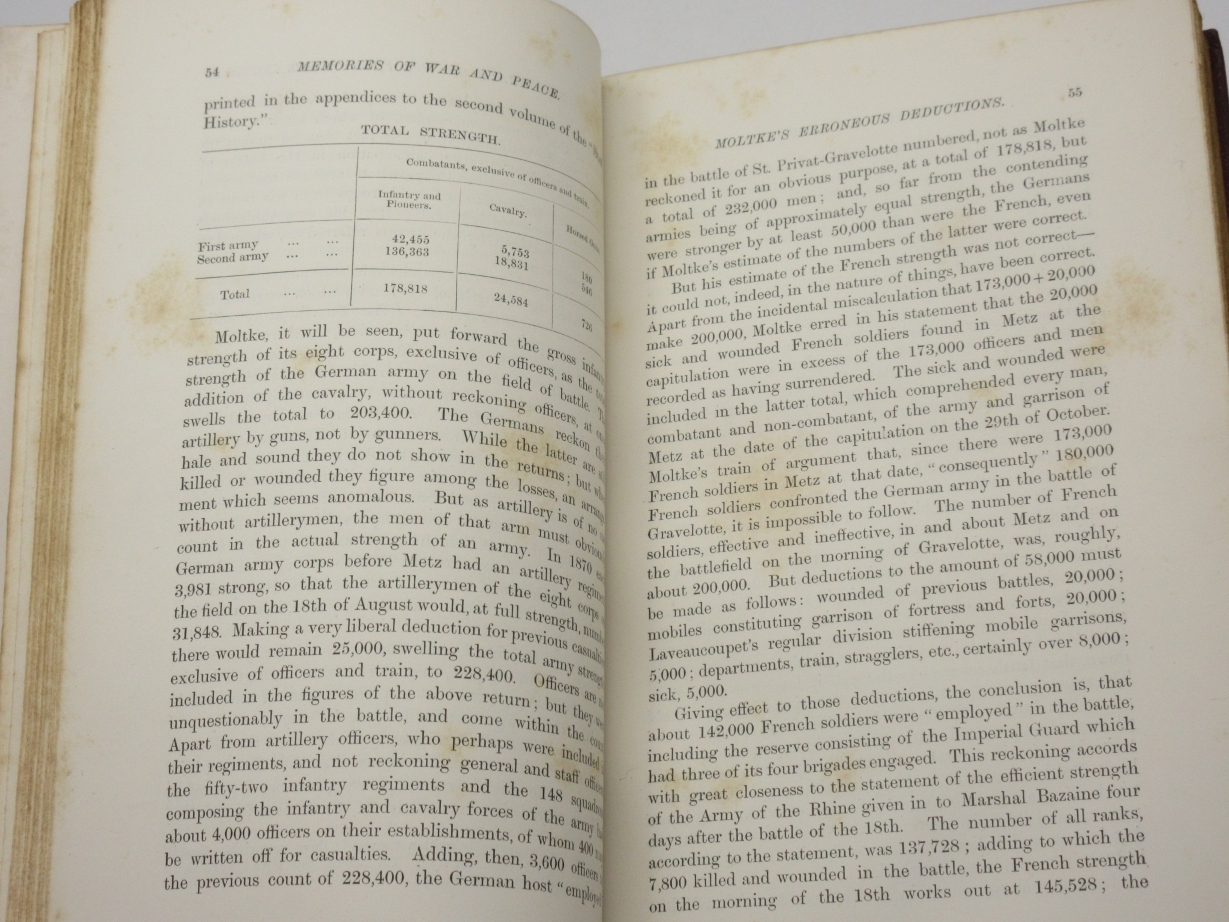 54 MEMORIES OF WAR AND PEACE.
printed in the appendices to the second volume of the
History."
TOTAL STRENGTH.
Combatants, exclusive of officers and train.
Infantry and
Pioneers.
Cavalry.
First army ... ... 42,455 5,753 180
Second army ... ... 136,363 18,831 546
Total ... ... 178,818 24,584 726
Moltke, it will be seen, put forward the gross
strength of its eight corps, exclusive of officers, as the
strength of the German army on the field of battle.
addition of the cavalry, without reckoning officers, at
swells the total to 203,400. The Germans reckon
artillery by guns, not by gunners. While the latter are
hale and sound they do not show in the returns; but
killed or wounded they figure among the losses, an
ment which seems anomalous. But as artillery is of no
without artillerymen, the men of that arm must
count in the actual strength of an army. In 1870
German army corps before Metz had an artillery
3,981 strong, so that the artillerymen of the eight corps
the field on the 18th of August would, at full strength,
31,848. Making a very liberal deduction for previous
there would remain 25,000, swelling the total army
exclusive of officers and train, to 228,400. Officers are
included in the figures of the above return; but they
unquestionably in the battle, and come within the
Apart from artillery officers, who perhaps were included
their regiments, and not reckoning general and staff
the fifty-two infantry regiments and the 148
composing the infantry and cavalry forces of the army
about 4,000 officers on their establishments, of whom 400
be written off for casualties. Adding, then, 3,600 officers
the previous count of 228,400, the German host
MOLTKE'S ERRONEOUS DEDUCTIONS. 55
in the battle of St. Privat-Gravelotte numbered, not as Moltke
reckoned it for an obvious purpose, at a total of 178,818, but
a total of 232,000 men; and, so far from the contending
armies being of approximately equal strength, the Germans
were stronger by at least 50,000 than were the French, even
if Moltke's estimate of the numbers of the latter were correct.
But his estimate of the French strength was not correct—
it could not, indeed, in the nature of things, have been correct.
Apart from the incidental miscalculation that 173,000 + 20,000
make 200,000, Moltke erred in his statement that the 20,000
sick and wounded French soldiers found in Metz at the
capitulation were in excess of the 173,000 officers and men
recorded as having surrendered. The sick and wounded were
included in the latter total, which comprehended every man,
combatant and non-combatant, of the army and garrison of
Metz at the date of the capitulation on the 29th of October.
Moltke's train of argument that, since there were 173,000
French soldiers in Metz at that date, "consequently" 180,000
French soldiers confronted the German army in the battle of
Gravelotte, it is impossible to follow. The number of French
soldiers, effective and ineffective, in and about Metz and on
the battlefield on the morning of Gravelotte, was, roughly,
about 200,000. But deductions to the amount of 58,000 must
be made as follows: wounded of previous battles, 20,000;
mobiles constituting garrison of fortress and forts, 20,000;
Laveaucoupet's regular division stiffening mobile garrisons,
5,000; departments, train, stragglers, etc., certainly over 8,000;
sick, 5,000.
Giving effect to those deductions, the conclusion is, that
about 142,000 French soldiers were "employed" in the battle,
including the reserve consisting of the Imperial Guard which
had three of its four brigades engaged. This reckoning accords
with great closeness to the statement of the efficient strength
of the Army of the Rhine given in to Marshal Bazaine four
days after the battle of the 18th. The number of all ranks,
according to the statement, was 137,728; adding to which the
7,800 killed and wounded in the battle, the French strength
on the morning of the 18th works out at 145,528; the